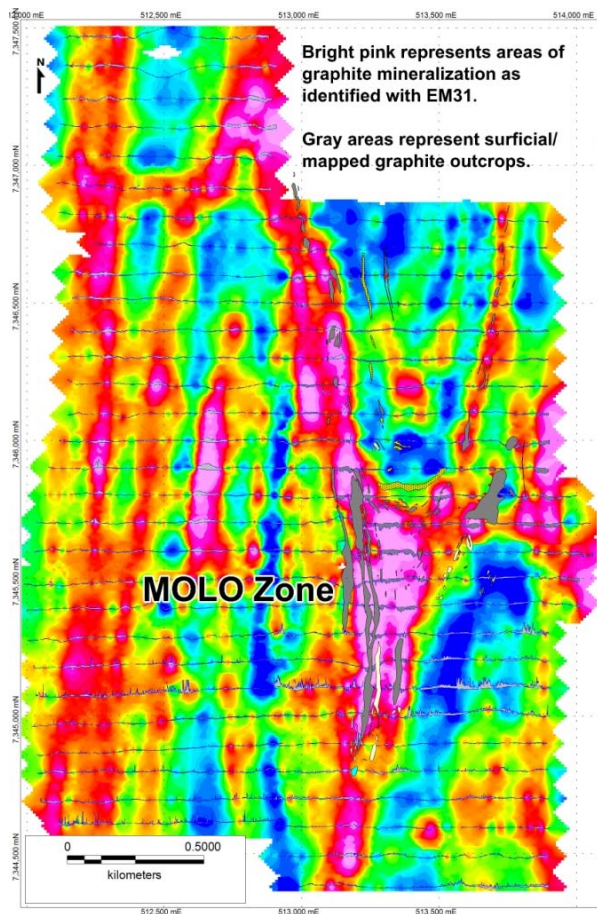 512,000 mE 512,500 mE 513,000 mE 513,500 mE 514,000 mE
7,347,500 mN
N
Bright pink represents areas of
graphite mineralization as
identified with EM31.
Gray areas represent surficial/
mapped graphite outcrops.
7,347,000 mN
7,346,500 mN
7,346,000 mN
7,345,500 mN
MOLO Zone
7,345,000 mN
7,344,500 mN
0 0.5000
kilometers
512,500 mE 513,000 mE 513,500 mE